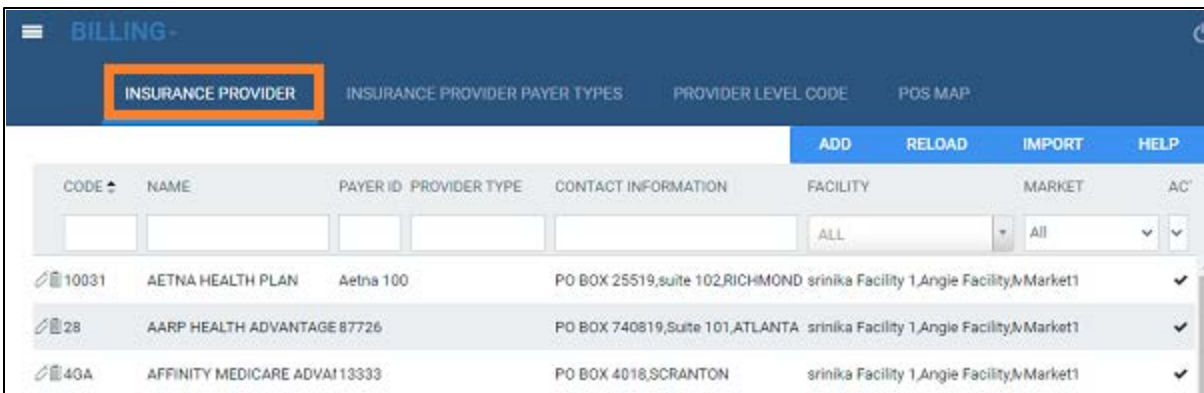 BILLING-
INSURANCE PROVIDER INSURANCE PROVIDER PAYER TYPES PROVIDER LEVEL CODE POS MAP
ADD RELOAD IMPORT HELP
CODE NAME PAYER ID PROVIDER TYPE CONTACT INFORMATION FACILITY MARKET AC
ALL All
10031 AETNA HEALTH PLAN Aetna 100 PO BOX 25519,suite 102,RICHMOND srinika Facility 1,Angie Facility,M Market1
28 AARP HEALTH ADVANTAGE 87726 PO BOX 740819,Suite 101,ATLANTA srinika Facility 1,Angie Facility,M Market1
4GA AFFINITY MEDICARE ADVA 13333 PO BOX 4018,SCRANTON srinika Facility 1,Angie Facility,M Market1